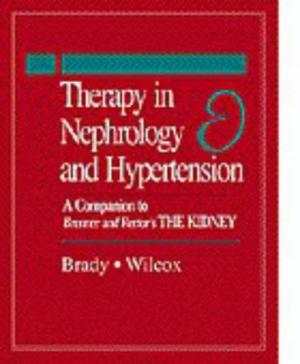 Therapy in
Nephrology
and Hypertension
A Companion to
Brenner and Rector's THE KIDNEY
Brady • Wilcox